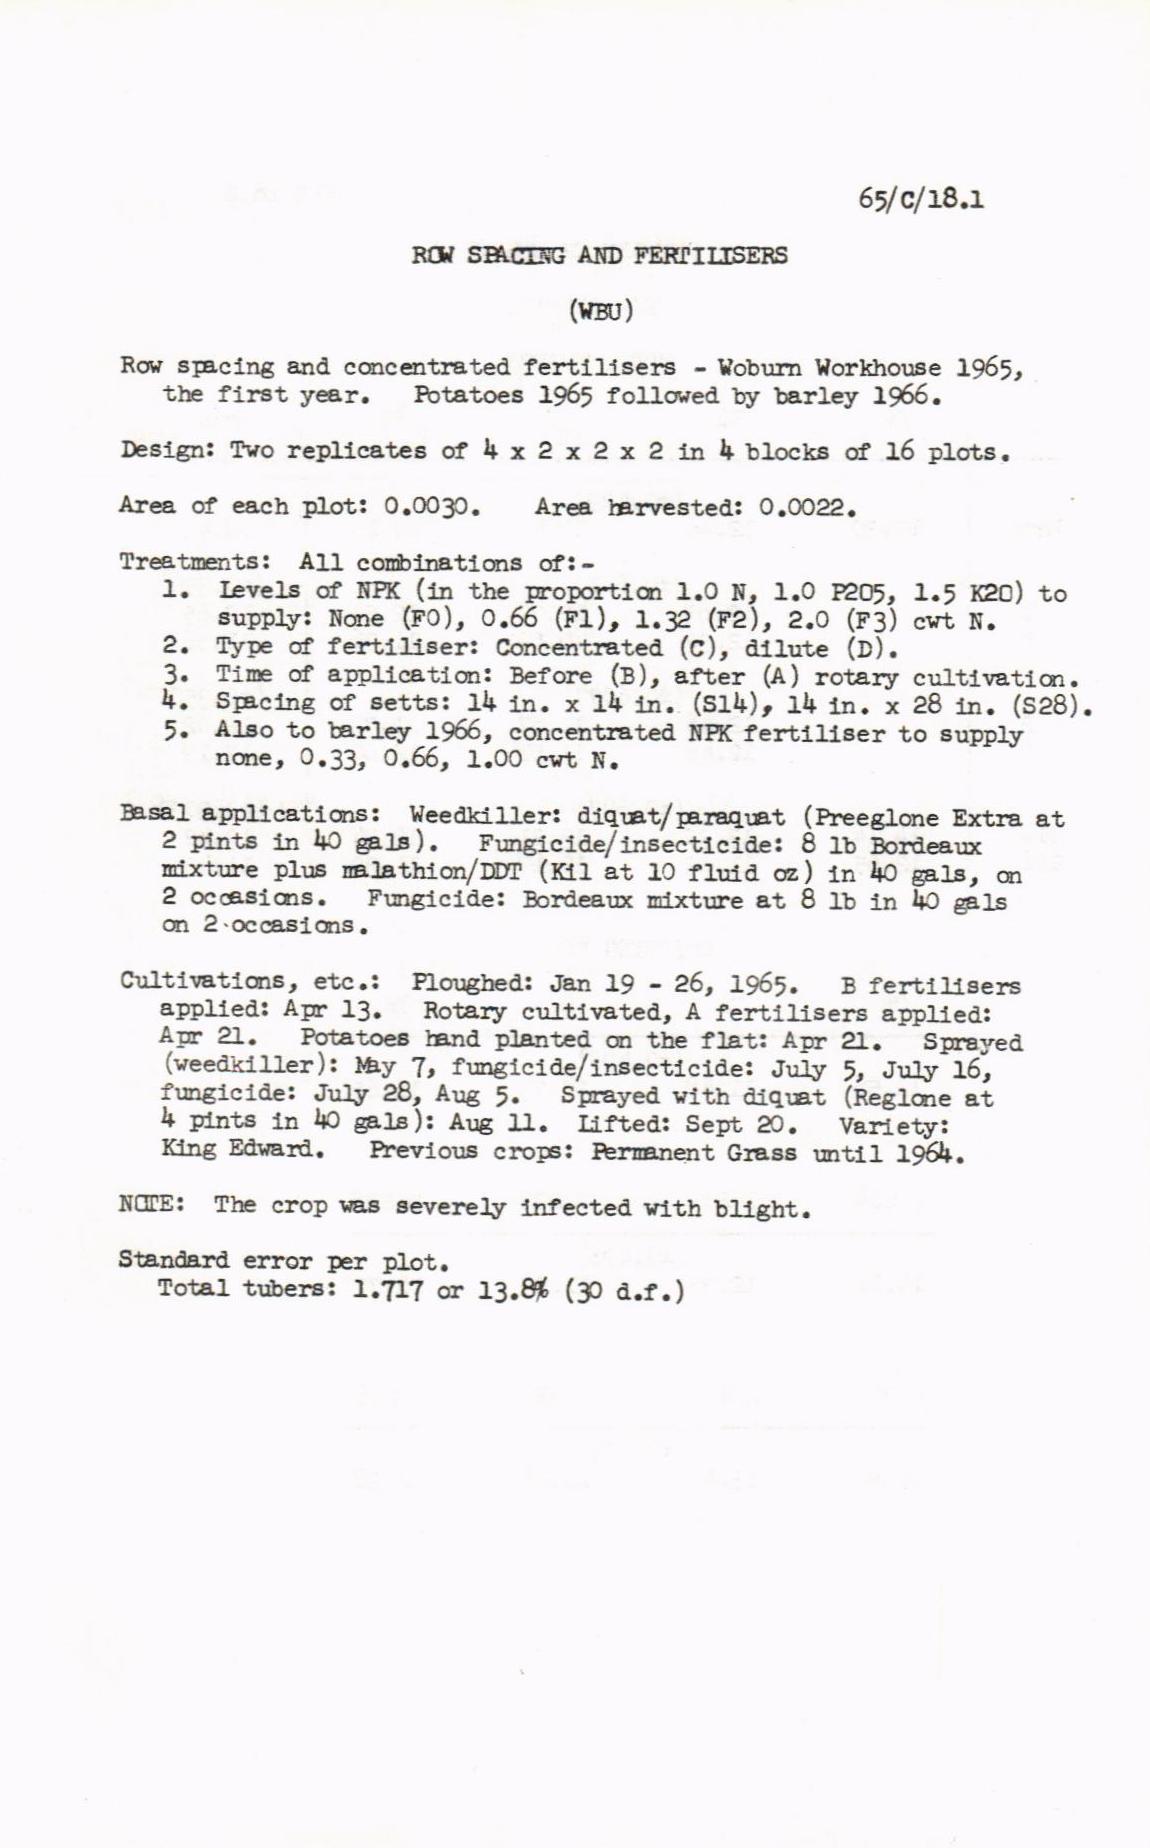 65/C/18.1
ROW SPACING AND FERTILISERS
(WBU)
Row spacing and concentrated fertilisers - Woburn Workhouse 1965,
the first year. Potatoes 1965 followed by barley 1966.
Design: Two replicates of 4 x 2 x 2 x 2 in 4 blocks of 16 plots.
Area of each plot: 0.0030. Area harvested: 0.0022.
Treatments: All combinations of:-
1. Levels of NPK (in the proportion 1.0 N, 1.0 P2O5, 1.5 K2O) to
supply: None (F0), 0.66 (F1), 1.32 (F2), 2.0 (F3) cwt N.
2. Type of fertiliser: Concentrated (C), dilute (D).
3. Time of application: Before (B), after (A) rotary cultivation.
4. Spacing of setts: 14 in. x 14 in. (S14), 14 in. x 28 in. (S28).
5. Also to barley 1966, concentrated NPK fertiliser to supply
none, 0.33, 0.66, 1.00 cwt N.
Basal applications: Weedkiller: diquat/paraquat (Preeglone Extra at
2 pints in 40 gals). Fungicide/insecticide: 8 lb Bordeaux
mixture plus malathion/DDT (Kil at 10 fluid oz) in 40 gals, on
2 occasions. Fungicide: Bordeaux mixture at 8 lb in 40 gals
on 2 occasions.
Cultivations, etc.: Ploughed: Jan 19 - 26, 1965. B fertilisers
applied: Apr 13. Rotary cultivated, A fertilisers applied:
Apr 21. Potatoes hand planted on the flat: Apr 21. Sprayed
(weedkiller): May 7, fungicide/insecticide: July 5, July 16,
fungicide: July 28, Aug 5. Sprayed with diquat (Reglone at
4 pints in 40 gals): Aug 11. Lifted: Sept 20. Variety:
King Edward. Previous crops: Permanent Grass until 1964.
NOTE: The crop was severely infected with blight.
Standard error per plot.
Total tubers: 1.717 or 13.8% (30 d.f.)